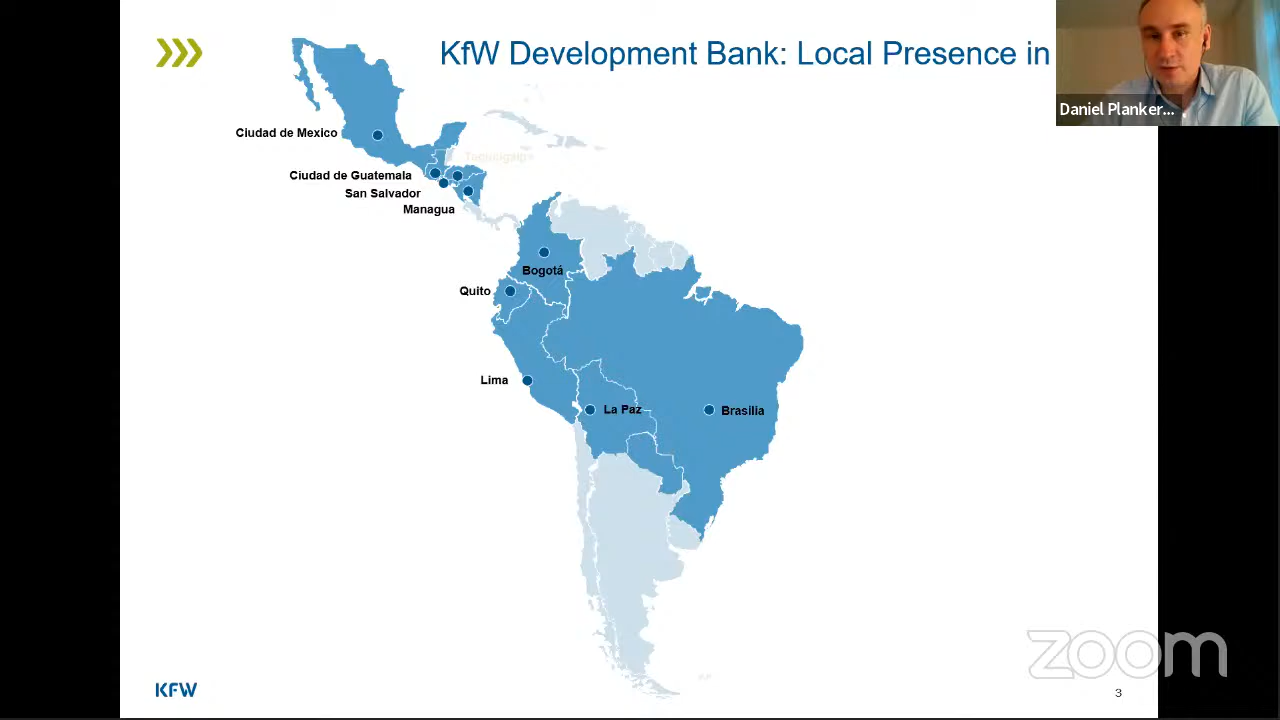 KfW Development Bank: Local Presence in
Daniel Planker...
Ciudad de Mexico
Tegucigalpa
Ciudad de Guatemala
San Salvador
Managua
Bogotá
Quito
Lima
La Paz
Brasilia
zoom
KFW
3